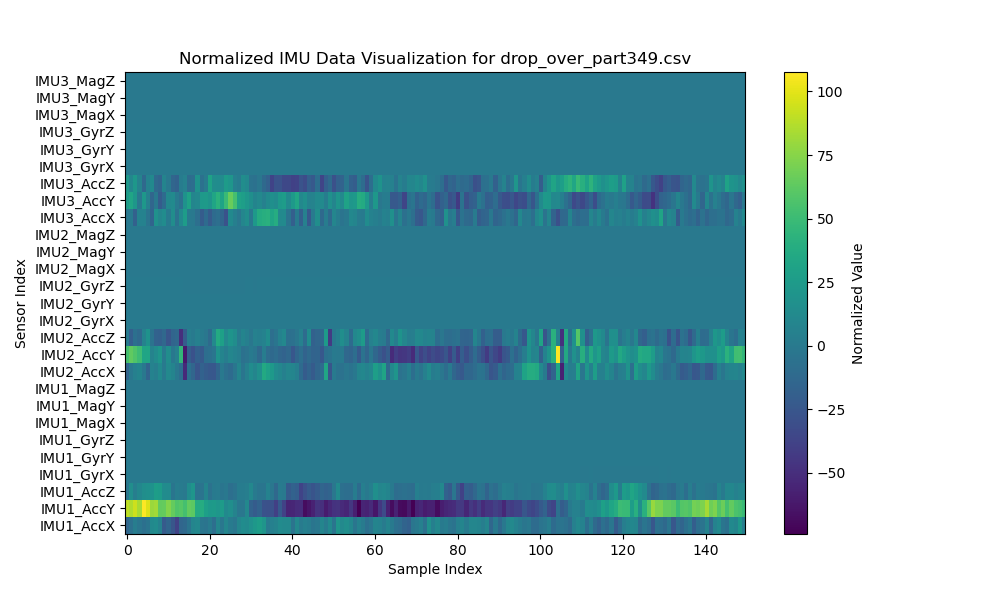 Normalized IMU Data Visualization for drop_over_part349.csv
IMU3_MagZ
IMU3_MagY
IMU3_MagX
IMU3_GyrZ
IMU3_GyrY
IMU3_GyrX
IMU3_AccZ
IMU3_AccY
IMU3_AccX
IMU2_MagZ
IMU2_MagY
IMU2_MagX
IMU2_GyrZ
IMU2_GyrY
IMU2_GyrX
IMU2_AccZ
IMU2_AccY
IMU2_AccX
IMU1_MagZ
IMU1_MagY
IMU1_MagX
IMU1_GyrZ
IMU1_GyrY
IMU1_GyrX
IMU1_AccZ
IMU1_AccY
IMU1_AccX
Sensor Index
0 20 40 60 80 100 120 140
Sample Index
100
75
50
25
0
−25
−50
Normalized Value